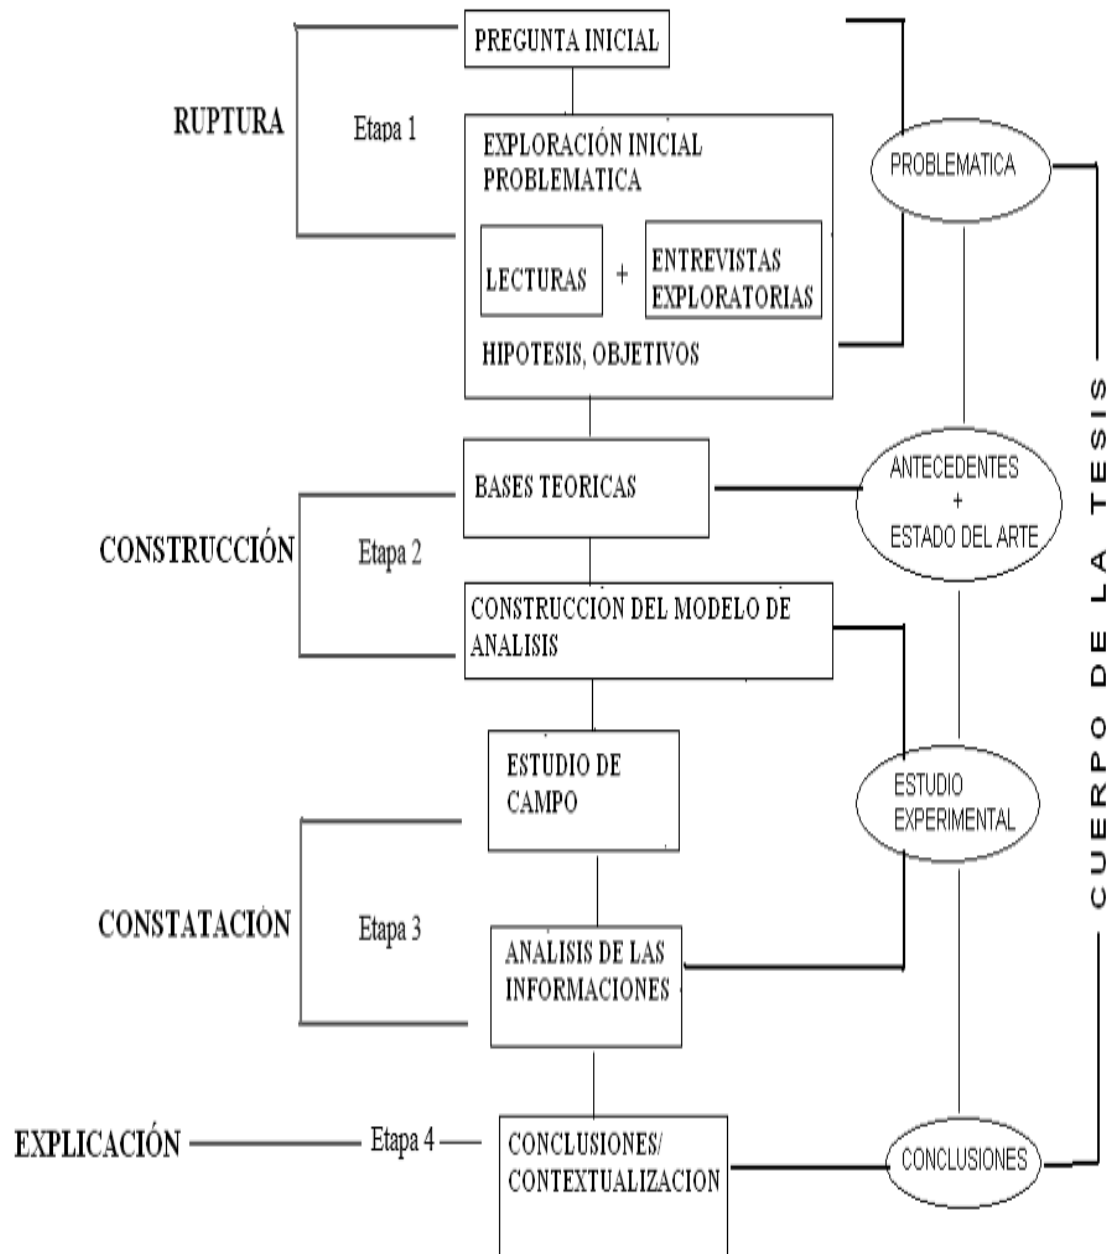 PREGUNTA INICIAL
RUPTURA
Etapa 1
EXPLORACIÓN INICIAL
PROBLEMATICA
LECTURAS
+
ENTREVISTAS
EXPLORATORIAS
HIPOTESIS, OBJETIVOS
PROBLEMATICA
BASES TEORICAS
CONSTRUCCIÓN
Etapa 2
CONSTRUCCION DEL MODELO DE
ANALISIS
ANTECEDENTES
+
ESTADO DEL ARTE
ESTUDIO DE
CAMPO
CONSTATACIÓN
Etapa 3
ANALISIS DE LAS
INFORMACIONES
ESTUDIO
EXPERIMENTAL
EXPLICACIÓN
Etapa 4
CONCLUSIONES/
CONTEXTUALIZACION
CONCLUSIONES
CUERPO DE LA TESIS